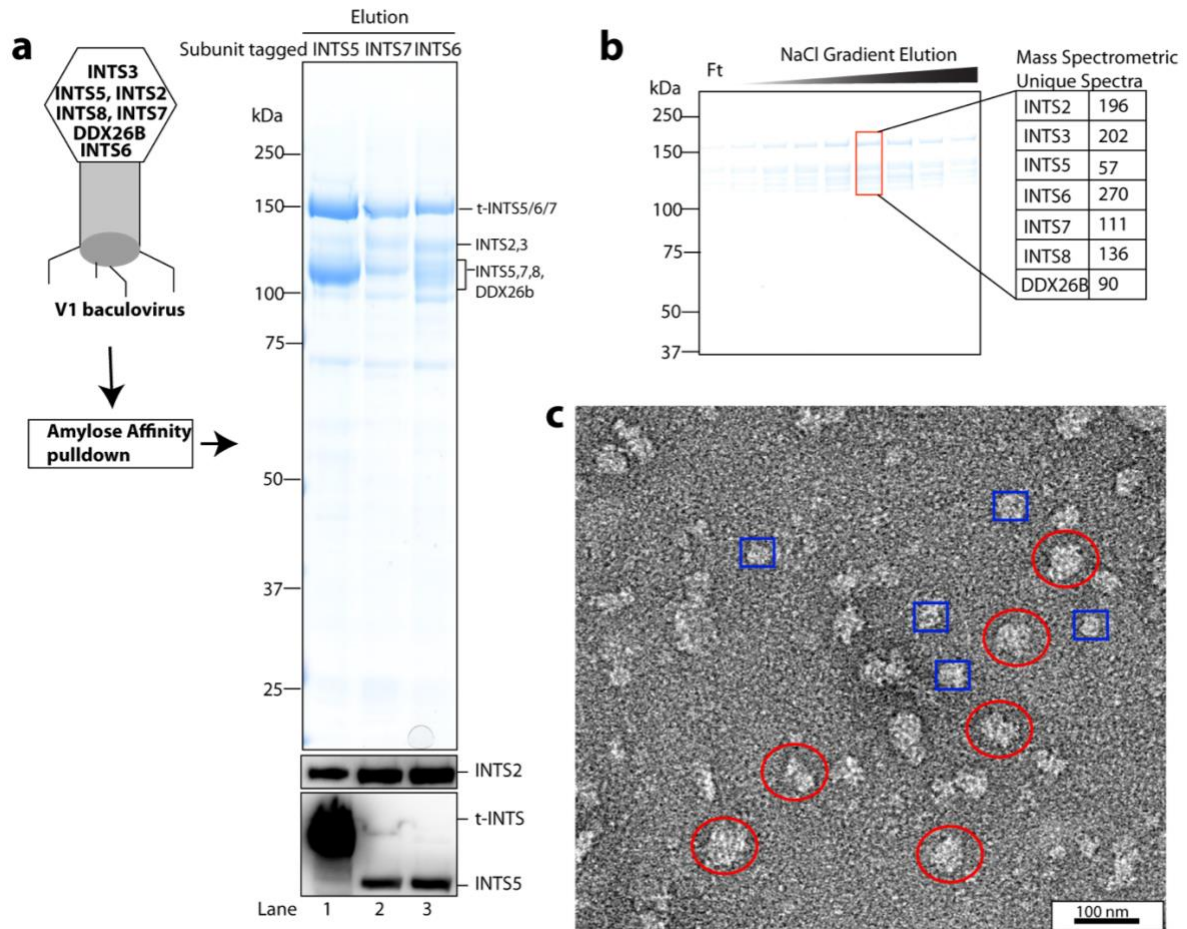 a
Elution
Subunit tagged INTS5 INTS7 INTS6
INTS3
INTS5, INTS2
INTS8, INTS7
DDX26B
INTS6
V1 baculovirus
Amylose Affinity
pulldown
kDa
250
150
100
75
50
37
25
t-INTS5/6/7
INTS2,3
INTS5,7,8,
DDX26b
INTS2
t-INTS
INTS5
Lane 1 2 3
b
NaCl Gradient Elution
Ft
kDa
250
150
100
75
50
37
Mass Spectrometric
Unique Spectra
INTS2 196
INTS3 202
INTS5 57
INTS6 270
INTS7 111
INTS8 136
DDX26B 90
c
100 nm